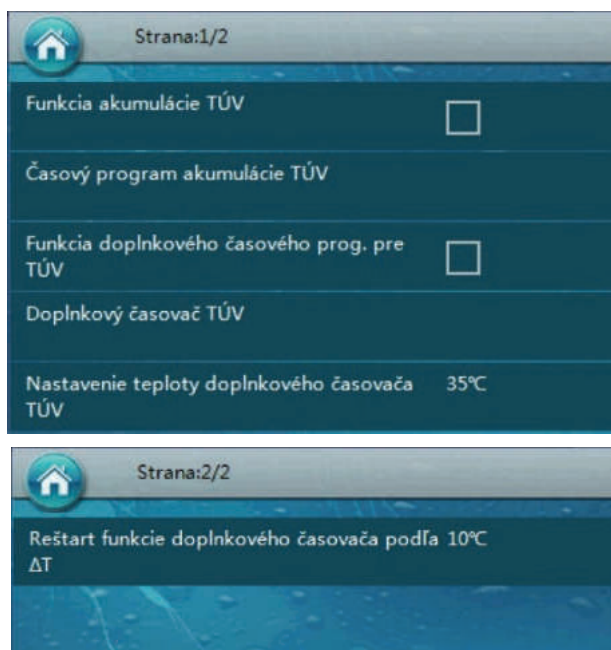 Strana:1/2
Funkcia akumulácie TÚV
Časový program akumulácie TÚV
Funkcia doplnkového časového prog. pre
TÚV
Doplnkový časovač TÚV
Nastavenie teploty doplnkového časovača 35℃
TÚV
Strana:2/2
Reštart funkcie doplnkového časovača podľa 10℃
ΔT